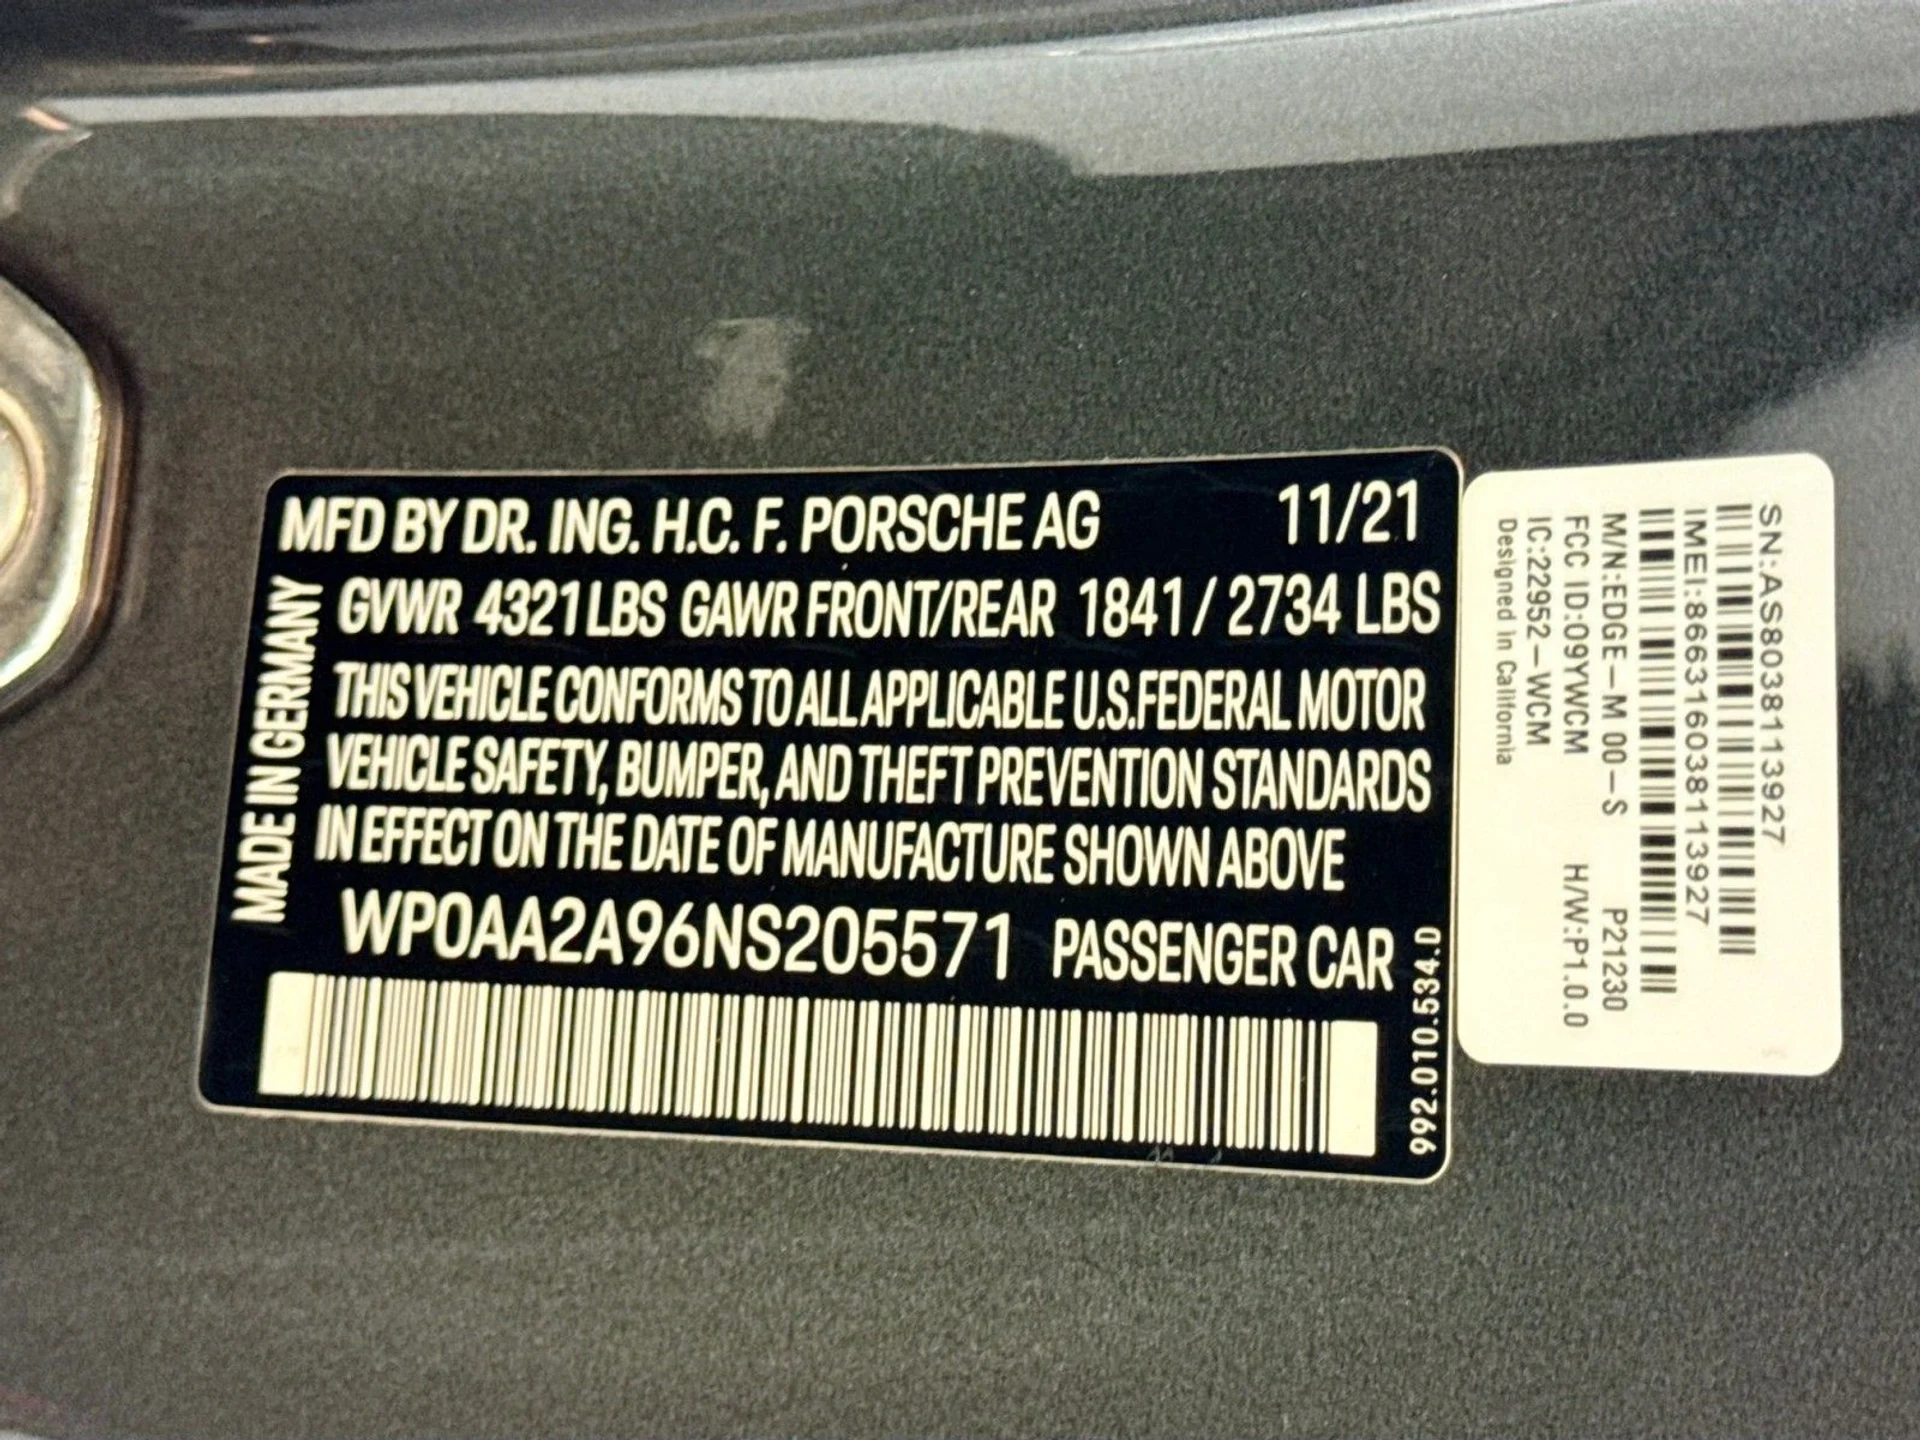 MFD BY DR. ING. H.C. F. PORSCHE AG 11/21
GVWR 4321 LBS GAWR FRONT/REAR 1841 / 2734 LBS
THIS VEHICLE CONFORMS TO ALL APPLICABLE U.S.FEDERAL MOTOR
VEHICLE SAFETY, BUMPER, AND THEFT PREVENTION STANDARDS
IN EFFECT ON THE DATE OF MANUFACTURE SHOWN ABOVE
WP0AA2A96NS205571 PASSENGER CAR
MADE IN GERMANY
992.010.534.D
SN:AS8038113927
IMEI:866316038113927
M/N:EDGE-M 00-S P21230
FCC ID:09YWCM H/W:P1.0.0
IC:22952-WCM
Designed in California